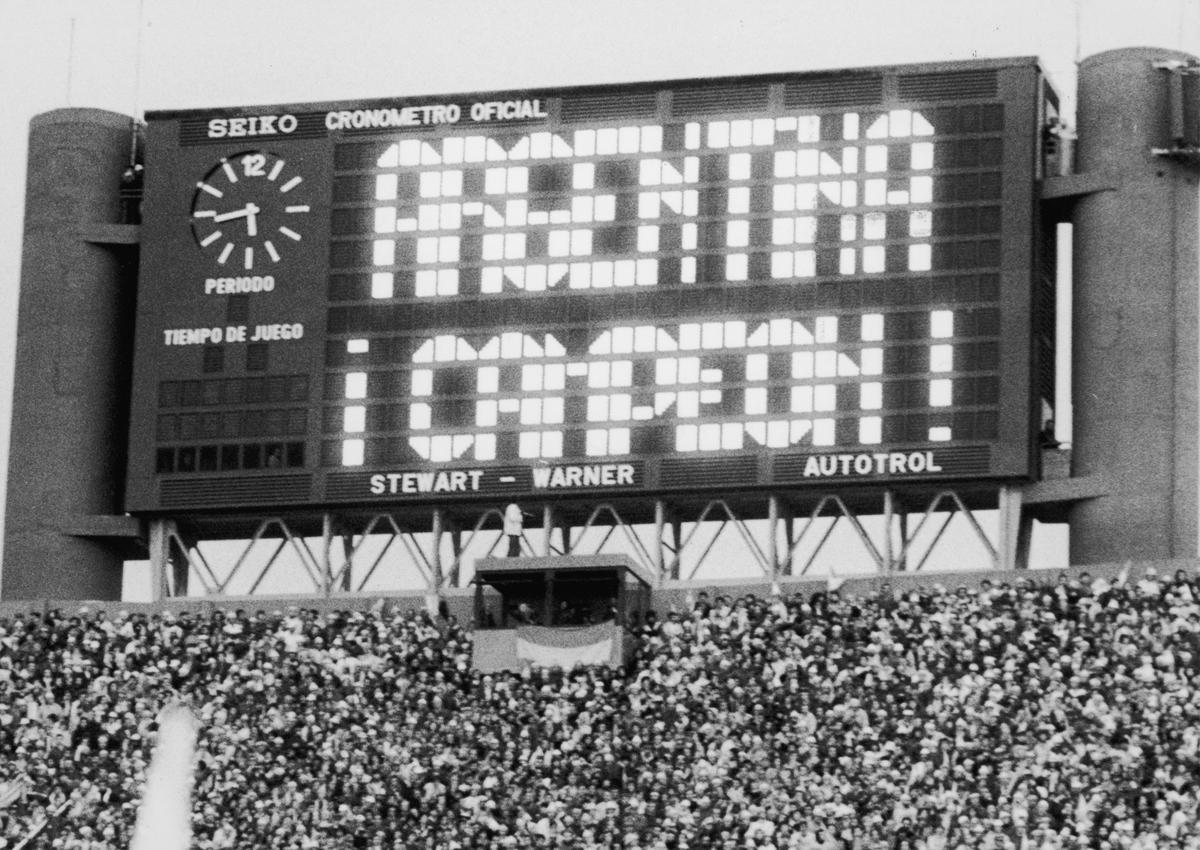 SEIKO CRONOMETRO OFICIAL
12
PERIODO
TIEMPO DE JUEGO
ARGENTINA
¡CAMPEON!
STEWART - WARNER AUTOTROL